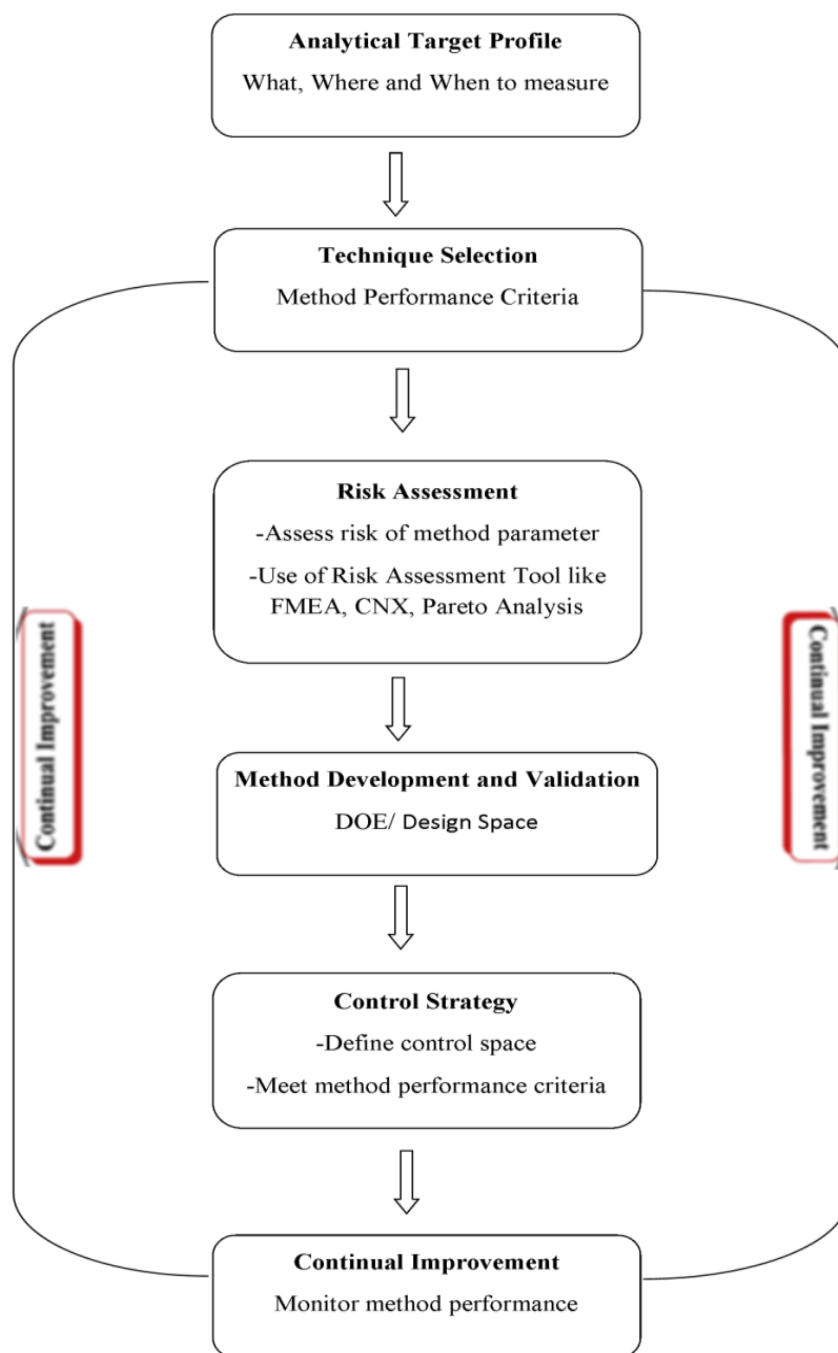 Analytical Target Profile
What, Where and When to measure
Technique Selection
Method Performance Criteria
Risk Assessment
-Assess risk of method parameter
-Use of Risk Assessment Tool like
FMEA, CNX, Pareto Analysis
Continual Improvement
Continual Improvement
Method Development and Validation
DOE/ Design Space
Control Strategy
-Define control space
-Meet method performance criteria
Continual Improvement
Monitor method performance